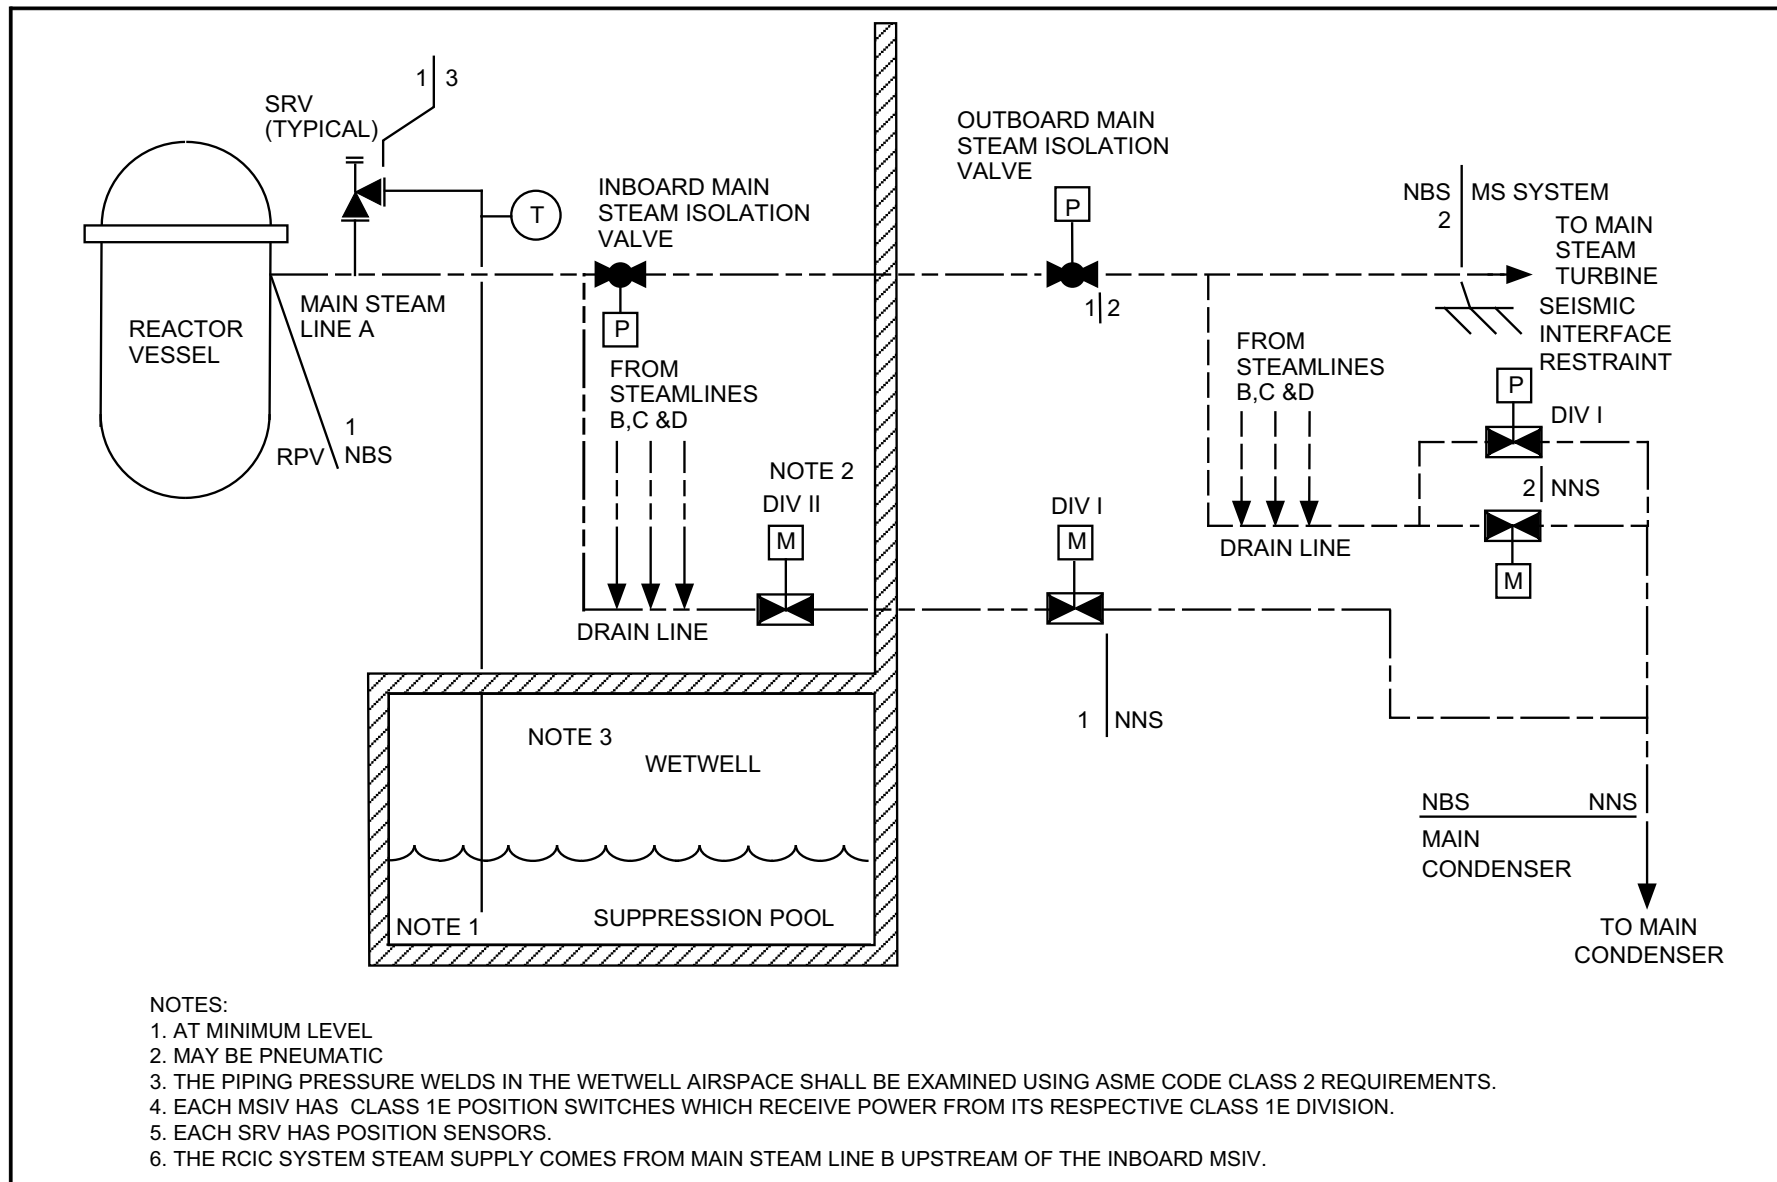 1 3
SRV
(TYPICAL)
T
REACTOR
VESSEL
MAIN STEAM
LINE A
RPV
1
NBS
INBOARD MAIN
STEAM ISOLATION
VALVE
P
FROM
STEAMLINES
B,C &D
NOTE 2
DIV II
M
DRAIN LINE
OUTBOARD MAIN
STEAM ISOLATION
VALVE
P
1 2
DIV I
M
1 NNS
NBS MS SYSTEM
2
TO MAIN
STEAM
TURBINE
SEISMIC
INTERFACE
RESTRAINT
FROM
STEAMLINES
B,C &D
DRAIN LINE
P
DIV I
2 NNS
M
NBS NNS
MAIN
CONDENSER
TO MAIN
CONDENSER
NOTE 3
WETWELL
NOTE 1
SUPPRESSION POOL
NOTES:
1. AT MINIMUM LEVEL
2. MAY BE PNEUMATIC
3. THE PIPING PRESSURE WELDS IN THE WETWELL AIRSPACE SHALL BE EXAMINED USING ASME CODE CLASS 2 REQUIREMENTS.
4. EACH MSIV HAS CLASS 1E POSITION SWITCHES WHICH RECEIVE POWER FROM ITS RESPECTIVE CLASS 1E DIVISION.
5. EACH SRV HAS POSITION SENSORS.
6. THE RCIC SYSTEM STEAM SUPPLY COMES FROM MAIN STEAM LINE B UPSTREAM OF THE INBOARD MSIV.